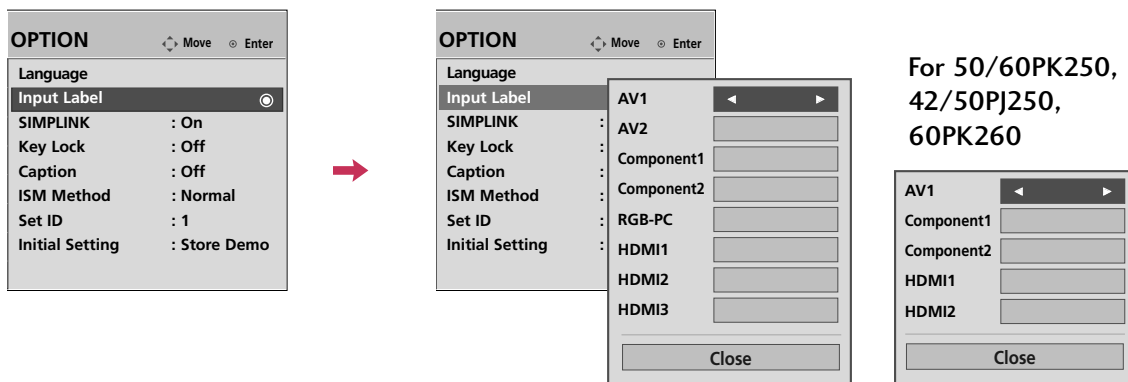 OPTION Move Enter
Language
Input Label
SIMPLINK : On
Key Lock : Off
Caption : Off
ISM Method : Normal
Set ID : 1
Initial Setting : Store Demo
OPTION Move Enter
Language
Input Label
SIMPLINK :
Key Lock :
Caption :
ISM Method :
Set ID :
Initial Setting :
AV1
AV2
Component1
Component2
RGB-PC
HDMI1
HDMI2
HDMI3
Close
For 50/60PK250,
42/50PJ250,
60PK260
AV1
Component1
Component2
HDMI1
HDMI2
Close